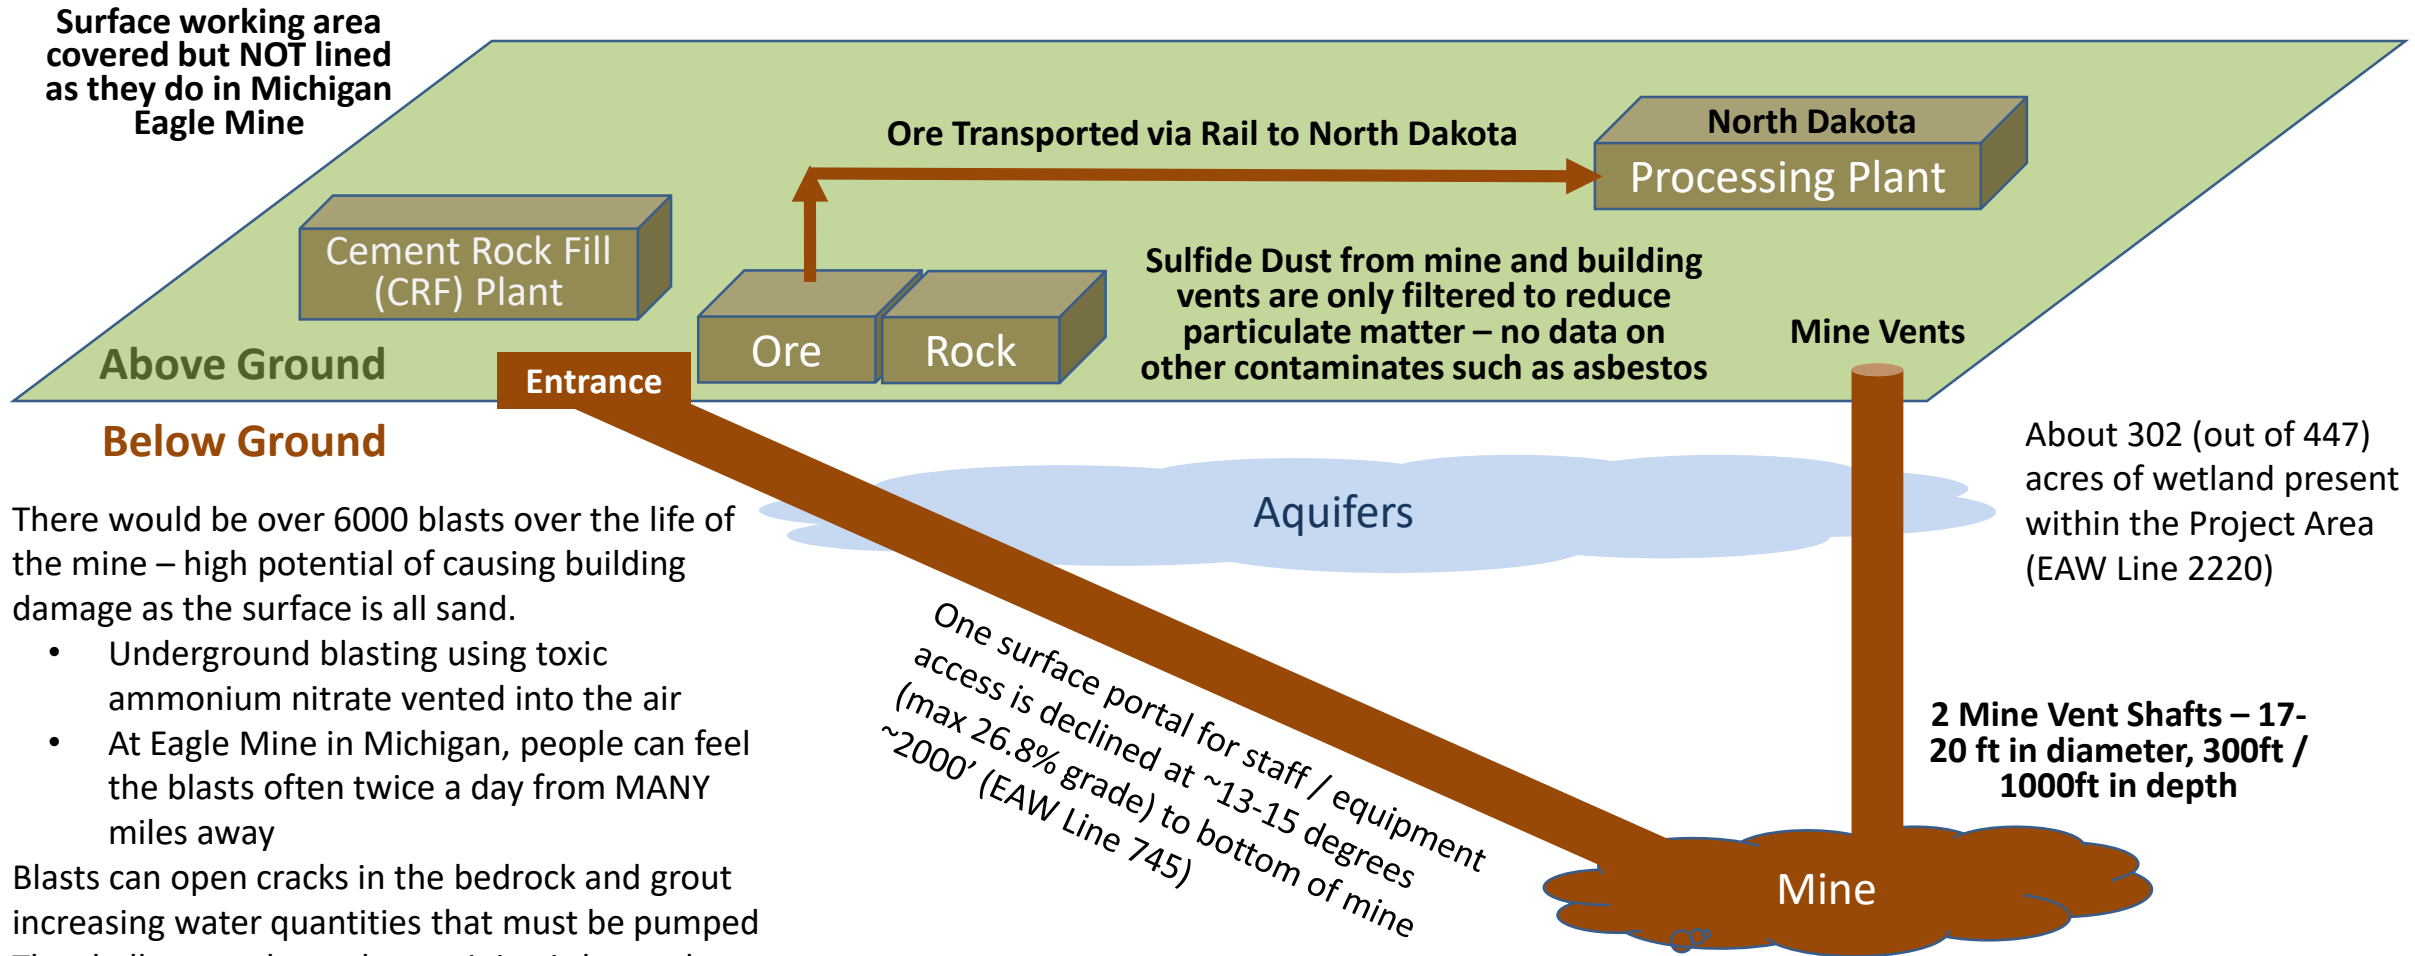 Surface working area
covered but NOT lined
as they do in Michigan
Eagle Mine
Ore Transported via Rail to North Dakota
North Dakota
Processing Plant
Cement Rock Fill
(CRF) Plant
Ore
Rock
Sulfide Dust from mine and building
vents are only filtered to reduce
particulate matter – no data on
other contaminates such as asbestos
Mine Vents
Above Ground
Entrance
Below Ground
Aquifers
About 302 (out of 447)
acres of wetland present
within the Project Area
(EAW Line 2220)
There would be over 6000 blasts over the life of
the mine – high potential of causing building
damage as the surface is all sand.
• Underground blasting using toxic
ammonium nitrate vented into the air
• At Eagle Mine in Michigan, people can feel
the blasts often twice a day from MANY
miles away
Blasts can open cracks in the bedrock and grout
increasing water quantities that must be pumped
One surface portal for staff / equipment
access is declined at ~13-15 degrees
(max 26.8% grade) to bottom of mine
~2000’ (EAW Line 745)
2 Mine Vent Shafts – 17-
20 ft in diameter, 300ft /
1000ft in depth
Mine